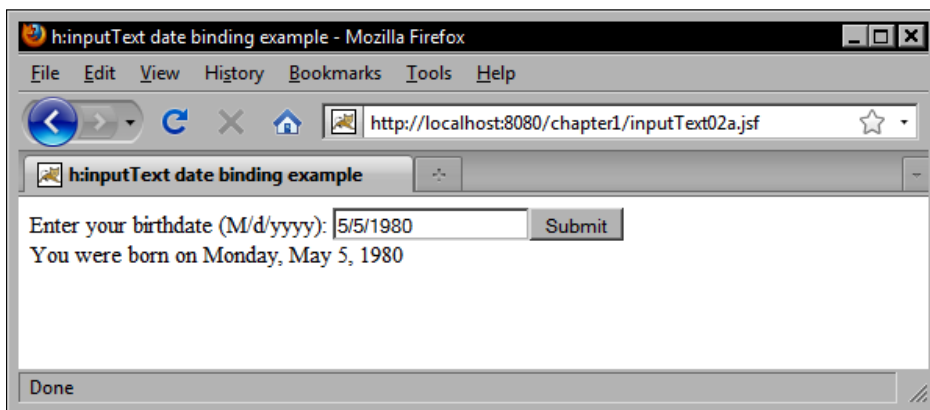 h:inputText date binding example - Mozilla Firefox
File Edit View History Bookmarks Tools Help
http://localhost:8080/chapter1/inputText02a.jsf
h:inputText date binding example
Enter your birthdate (M/d/yyyy): 5/5/1980 Submit
You were born on Monday, May 5, 1980
Done